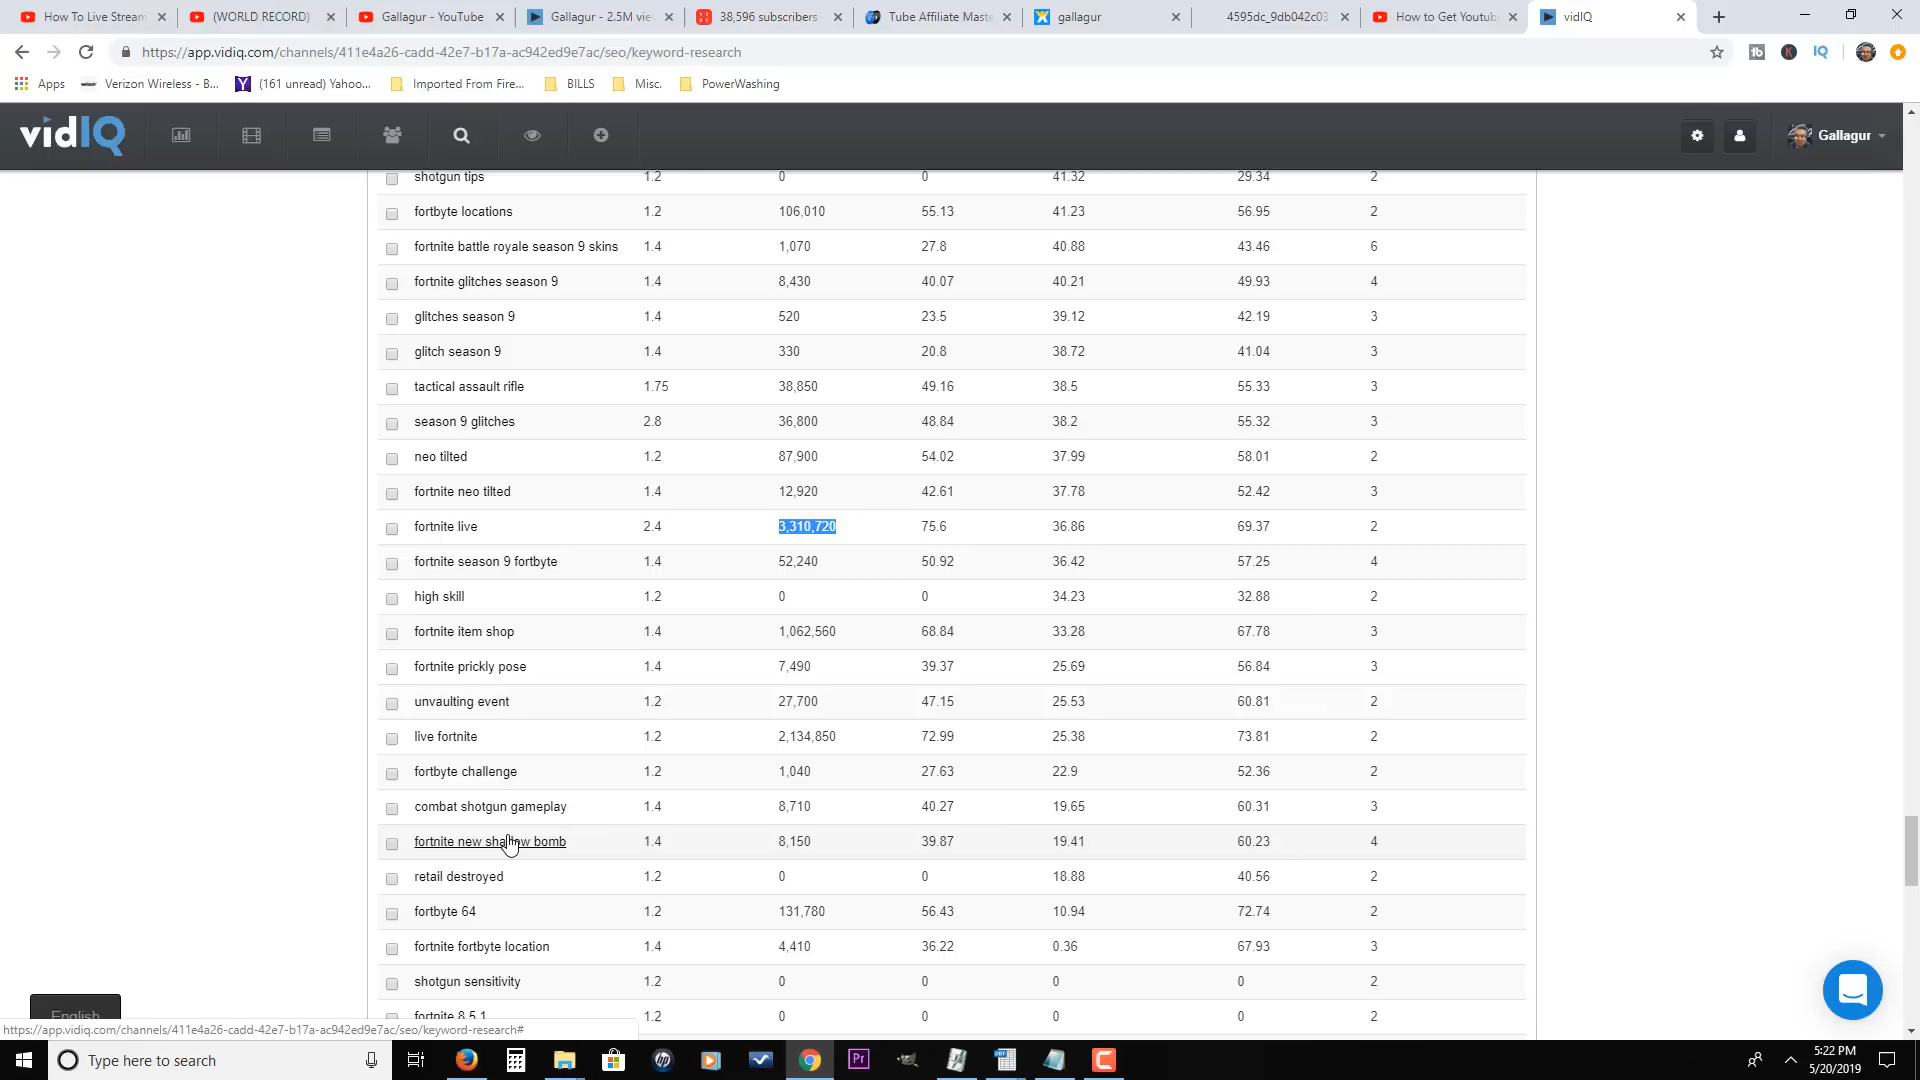 How To Live Stream
(WORLD RECORD)
Gallagur - YouTube
Gallagur - 2.5M vie
38,596 subscribers
Tube Affiliate Mast
gallagur
4595dc_9db042c03
How to Get Youtub
vidIQ
https://app.vidiq.com/channels/411e4a26-cadd-42e7-b17a-ac942ed9e7ac/seo/keyword-research
Apps
Verizon Wireless - B...
(161 unread) Yahoo...
Imported From Fire...
BILLS
Misc.
PowerWashing
vidIQ
Gallagur
shotgun tips 1.2 0 0 41.32 29.34 2
fortbyte locations 1.2 106,010 55.13 41.23 56.95 2
fortnite battle royale season 9 skins 1.4 1,070 27.8 40.88 43.46 6
fortnite glitches season 9 1.4 8,430 40.07 40.21 49.93 4
glitches season 9 1.4 520 23.5 39.12 42.19 3
glitch season 9 1.4 330 20.8 38.72 41.04 3
tactical assault rifle 1.75 38,850 49.16 38.5 55.33 3
season 9 glitches 2.8 36,800 48.84 38.2 55.32 3
neo tilted 1.2 87,900 54.02 37.99 58.01 2
fortnite neo tilted 1.4 12,920 42.61 37.78 52.42 3
fortnite live 2.4 3,310,720 75.6 36.86 69.37 2
fortnite season 9 fortbyte 1.4 52,240 50.92 36.42 57.25 4
high skill 1.2 0 0 34.23 32.88 2
fortnite item shop 1.4 1,062,560 68.84 33.28 67.78 3
fortnite prickly pose 1.4 7,490 39.37 25.69 56.84 3
unvaulting event 1.2 27,700 47.15 25.53 60.81 2
live fortnite 1.2 2,134,850 72.99 25.38 73.81 2
fortbyte challenge 1.2 1,040 27.63 22.9 52.36 2
combat shotgun gameplay 1.4 8,710 40.27 19.65 60.31 3
fortnite new shadow bomb 1.4 8,150 39.87 19.41 60.23 4
retail destroyed 1.2 0 0 18.88 40.56 2
fortbyte 64 1.2 131,780 56.43 10.94 72.74 2
fortnite fortbyte location 1.4 4,410 36.22 0.36 67.93 3
shotgun sensitivity 1.2 0 0 0 0 2
fortnite 8.5.1 1.2 0 0 0 0 2
English
https://app.vidiq.com/channels/411e4a26-cadd-42e7-b17a-ac942ed9e7ac/seo/keyword-research#
Type here to search
5:22 PM
5/20/2019